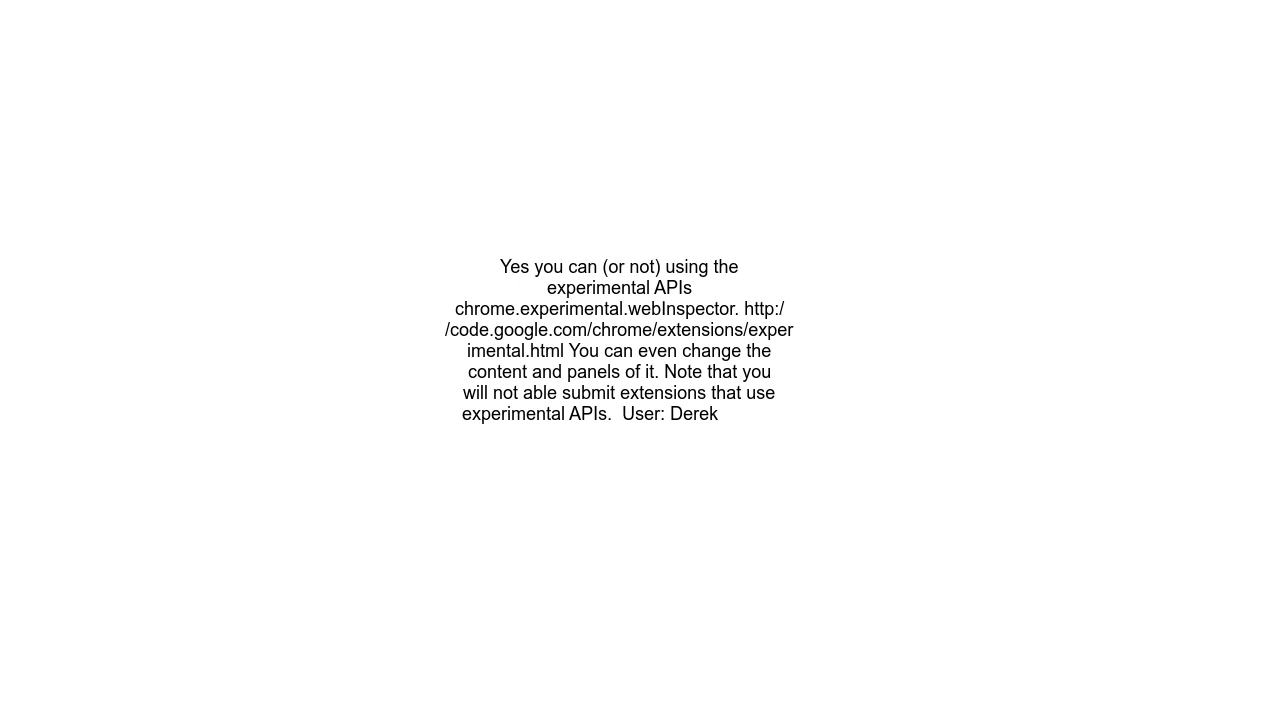 Yes you can (or not) using the
experimental APIs
chrome.experimental.webInspector. http:/
/code.google.com/chrome/extensions/exper
imental.html You can even change the
content and panels of it. Note that you
will not able submit extensions that use
experimental APIs.  User: Derek